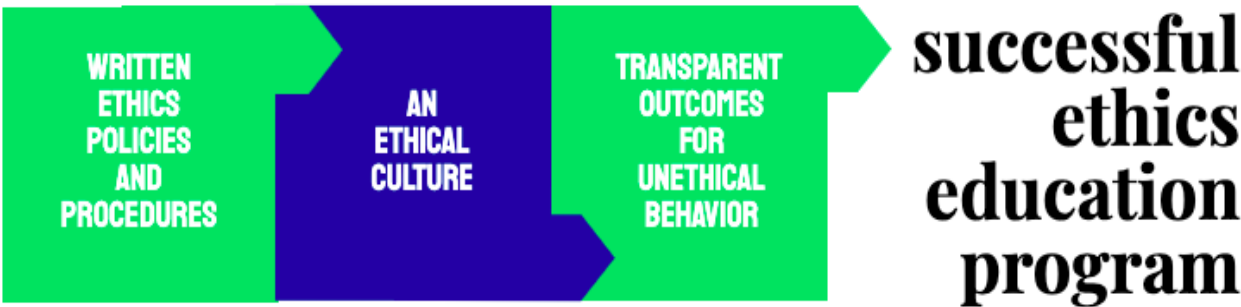 WRITTEN
ETHICS
POLICIES
AND
PROCEDURES
AN
ETHICAL
CULTURE
TRANSPARENT
OUTCOMES
FOR
UNETHICAL
BEHAVIOR
successful
ethics
education
program